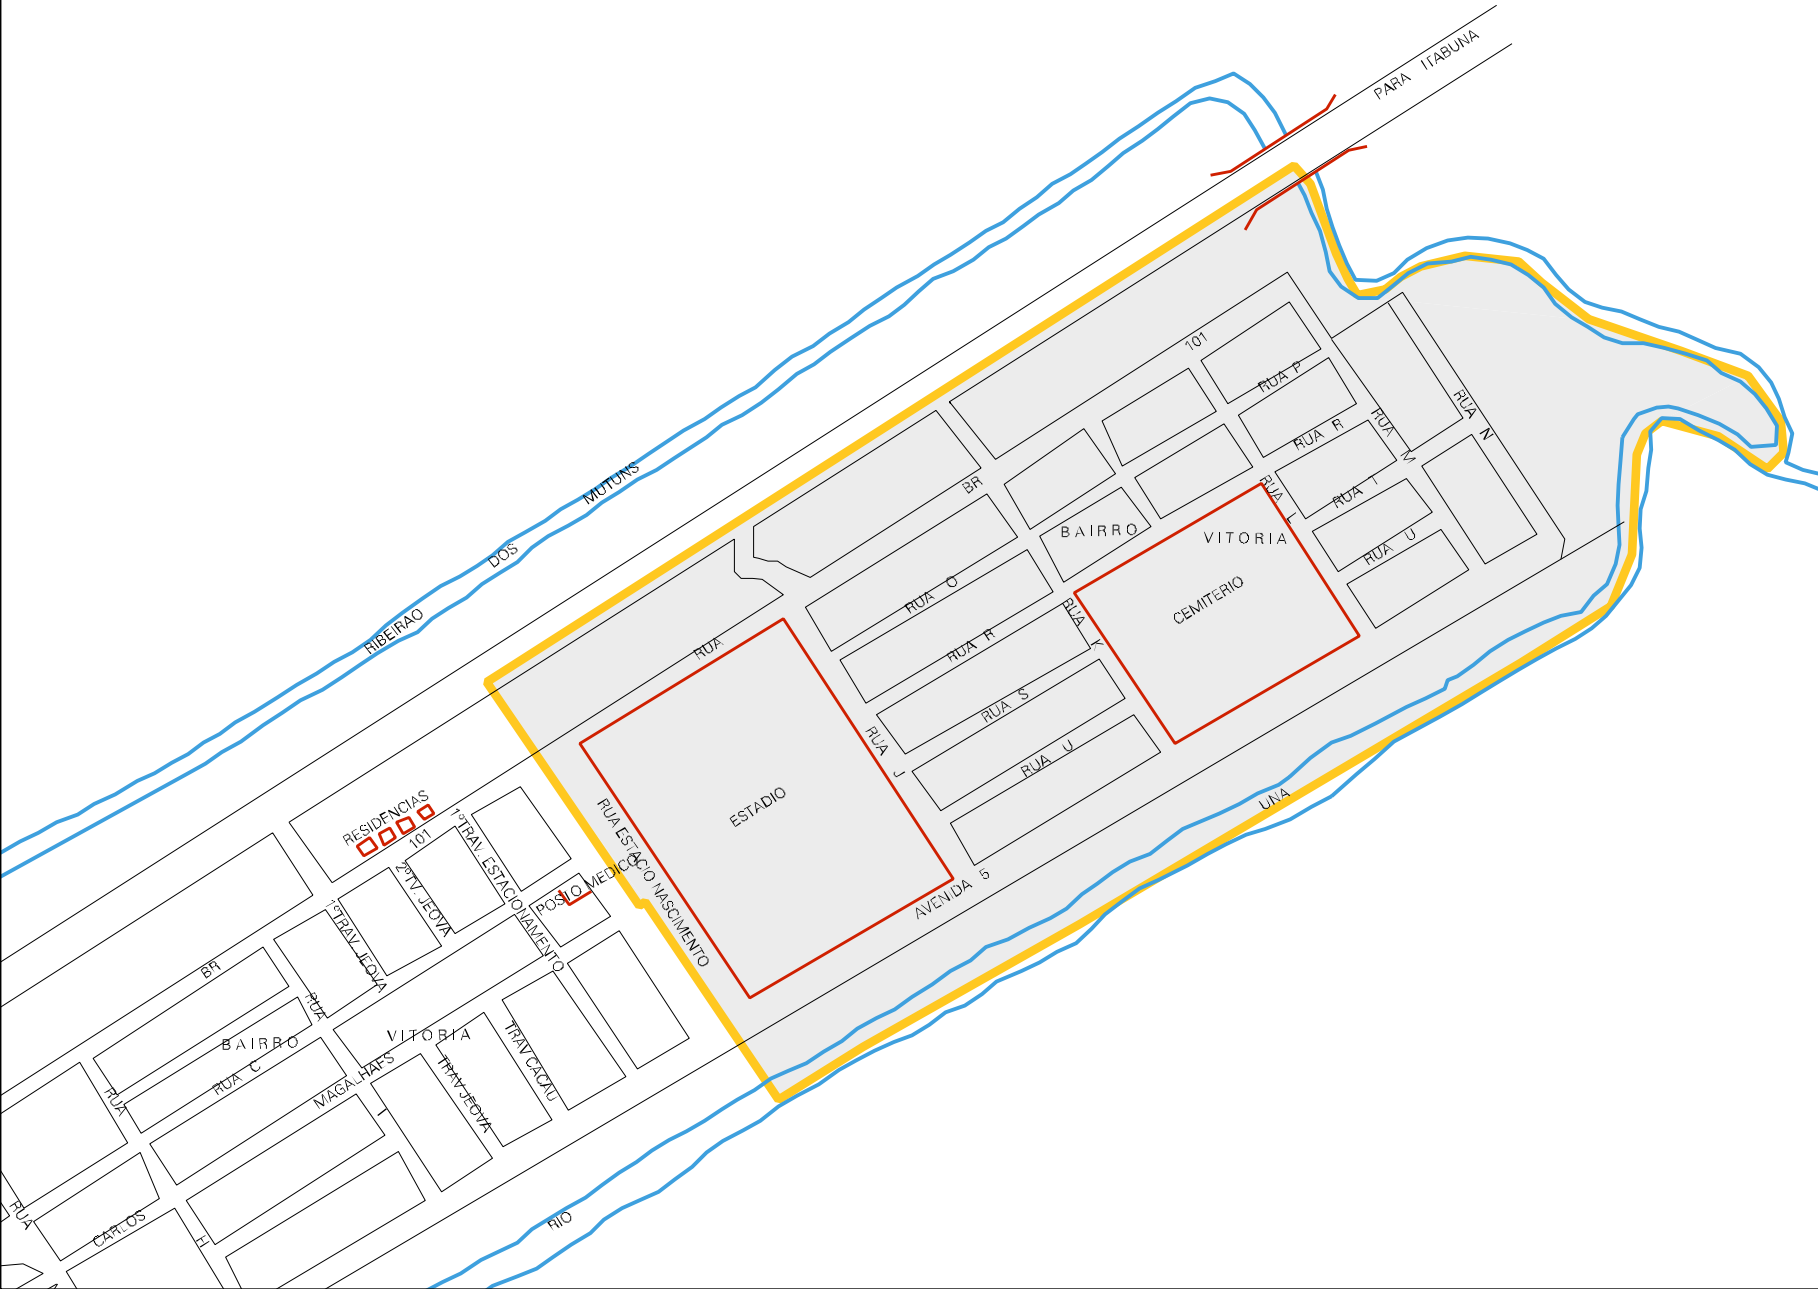 PARA ITABUNA
101
RUA P
RUA N
RUA R
RUA M
MUTUNS
BR
RUA L
RUA T
BAIRRO VITORIA
RUA U
DOS
CEMITERIO
RUA O
RUA K
RIBEIRAO
RUA
RUA R
RUA S
RUA J
RUA U
ESTADIO
UNA
RESIDENCIAS
101
1ºTRAV. ESTACIONAMENTO
RUA ESTACIO NASCIMENTO
POSTO MEDICO
2ºTV. JEOVA
AVENIDA 5
1ºTRAV. JEOVA
BR
RUA I
BAIRRO VITORIA
TRAV CACAU
RUA C
MAGALHAES
TRAV JEOVA
RUA H
RUA
CARLOS
RIO